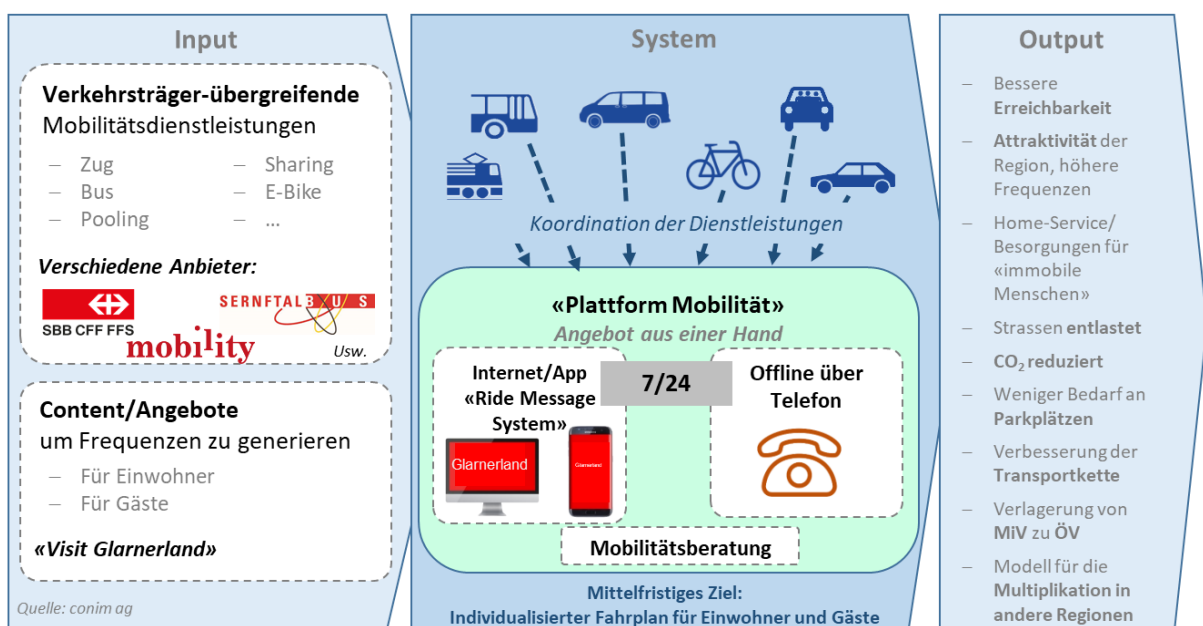 Input
Verkehrsträger-übergreifende
Mobilitätsdienstleistungen
– Zug
– Bus
– Pooling
– Sharing
– E-Bike
– ...
Verschiedene Anbieter:
SBB CFF FFS
SERNFTAL BUS
mobility
Usw.
Content/Angebote
um Frequenzen zu generieren
– Für Einwohner
– Für Gäste
«Visit Glarnerland»
Quelle: conim ag
System
Koordination der Dienstleistungen
«Plattform Mobilität»
Angebot aus einer Hand
Internet/App
«Ride Message
System»
Glarnerland
Glarnerland
7/24
Offline über
Telefon
Mobilitätsberatung
Mittelfristiges Ziel:
Individualisierter Fahrplan für Einwohner und Gäste
Output
– Bessere
Erreichbarkeit
– Attraktivität der
Region, höhere
Frequenzen
– Home-Service/
Besorgungen für
«immobile
Menschen»
– Strassen entlastet
– CO₂ reduziert
– Weniger Bedarf an
Parkplätzen
– Verbesserung der
Transportkette
– Verlagerung von
MiV zu ÖV
– Modell für die
Multiplikation in
andere Regionen